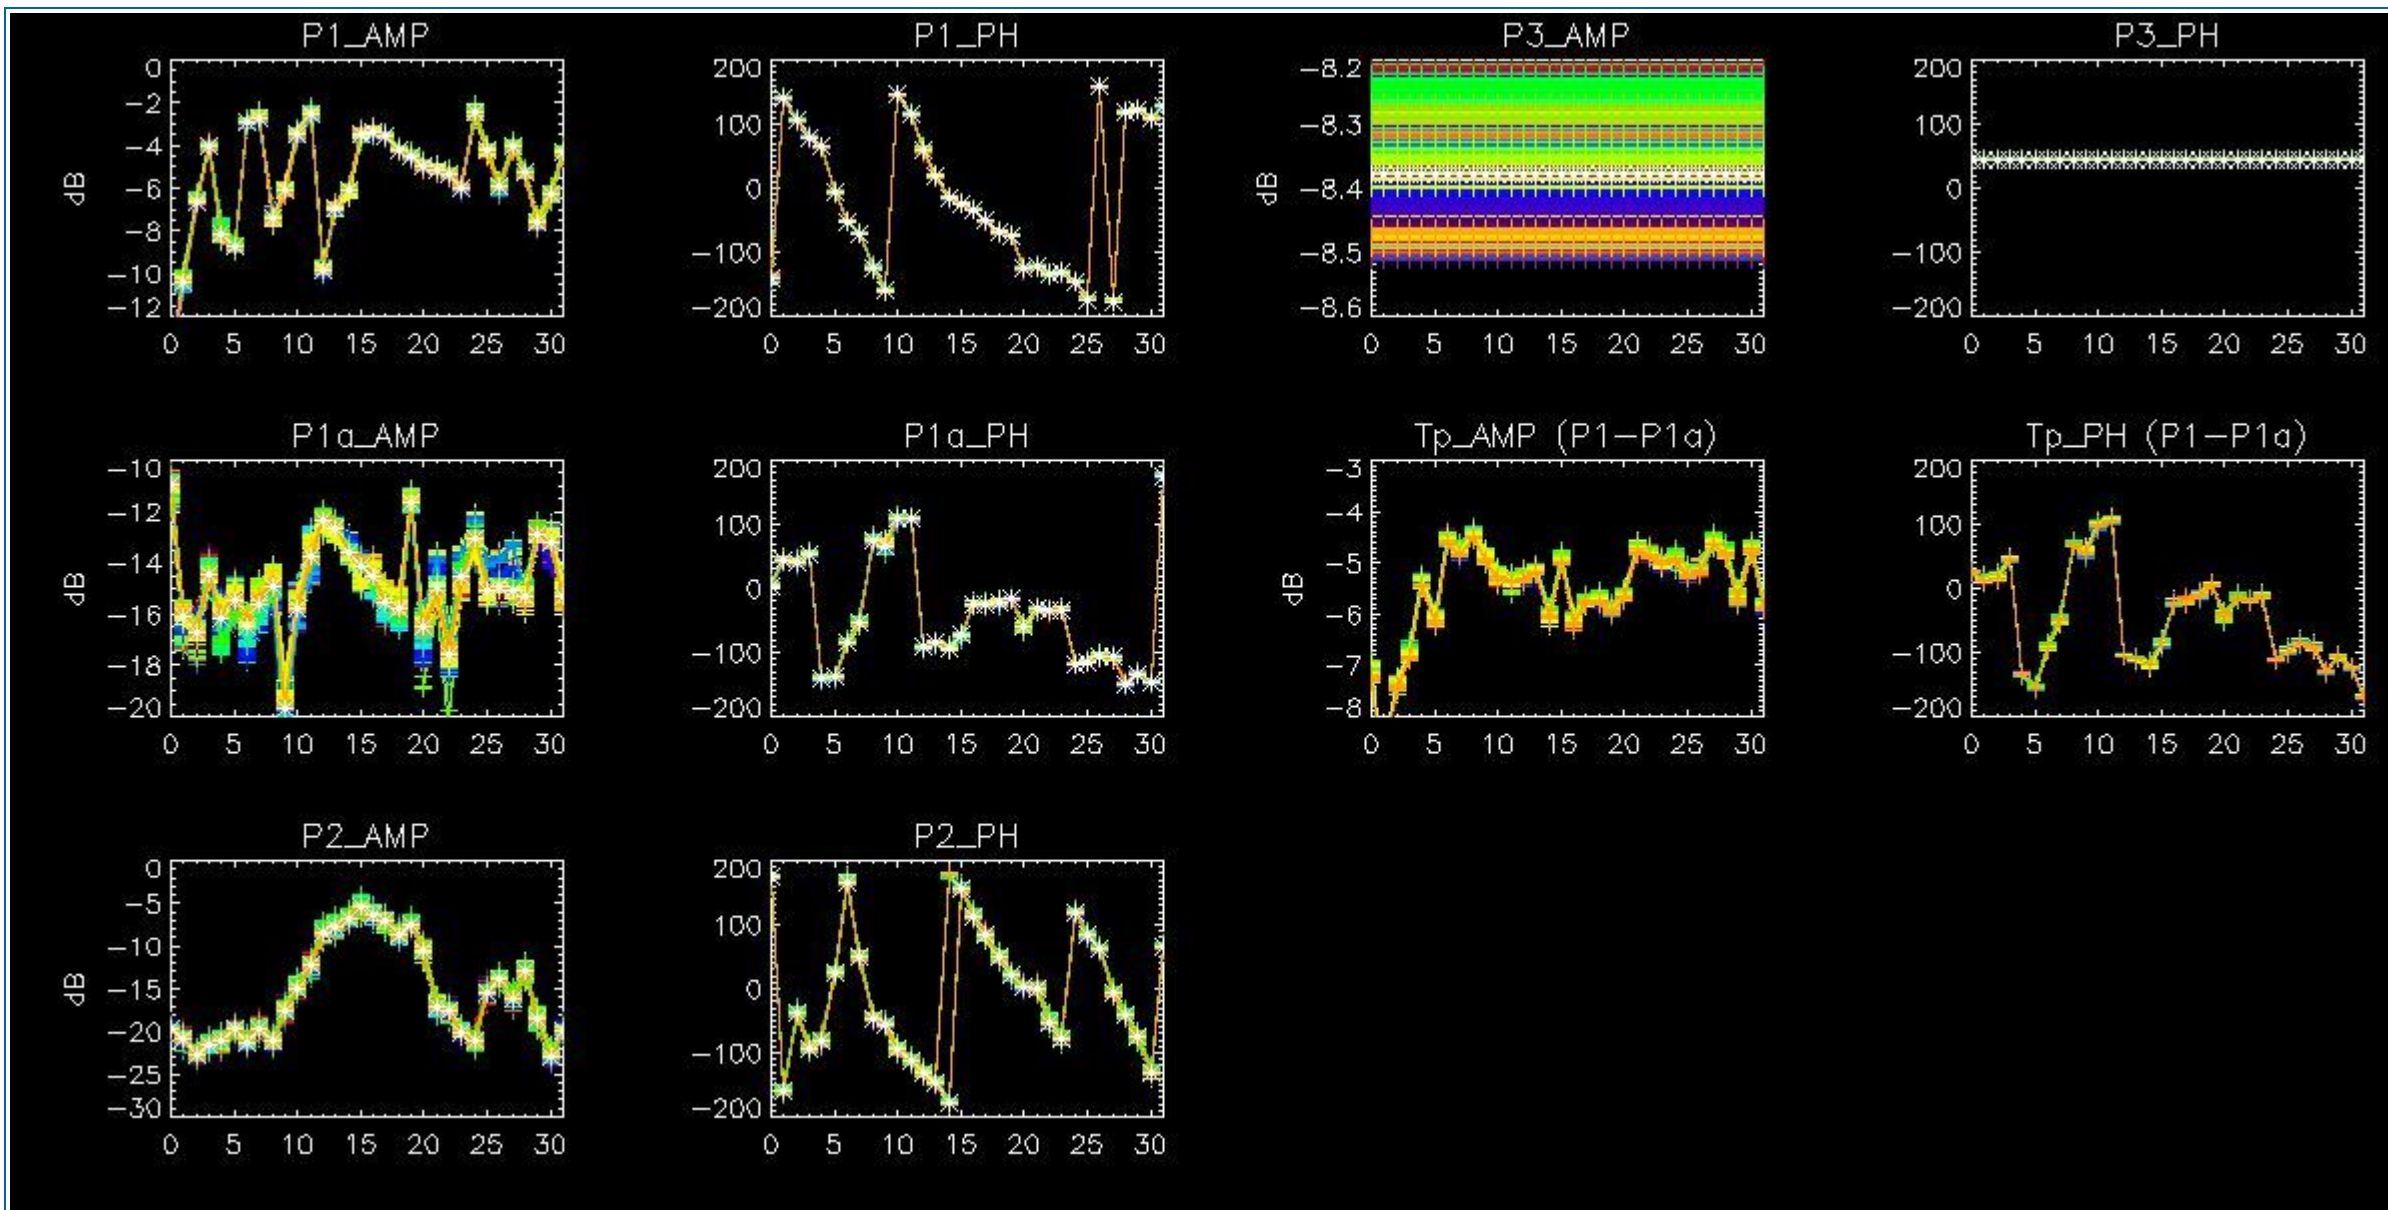 P1_AMP
0
−2
−4
−6
−8
−10
−12
dB
0 5 10 15 20 25 30
P1_PH
200
100
0
−100
−200
0 5 10 15 20 25 30
P3_AMP
−8.2
−8.3
−8.4
−8.5
−8.6
dB
0 5 10 15 20 25 30
P3_PH
200
100
0
−100
−200
0 5 10 15 20 25 30
P1a_AMP
−10
−12
−14
−16
−18
−20
dB
0 5 10 15 20 25 30
P1a_PH
200
100
0
−100
−200
0 5 10 15 20 25 30
Tp_AMP (P1−P1a)
−3
−4
−5
−6
−7
−8
dB
0 5 10 15 20 25 30
Tp_PH (P1−P1a)
200
100
0
−100
−200
0 5 10 15 20 25 30
P2_AMP
0
−5
−10
−15
−20
−25
−30
dB
0 5 10 15 20 25 30
P2_PH
200
100
0
−100
−200
0 5 10 15 20 25 30